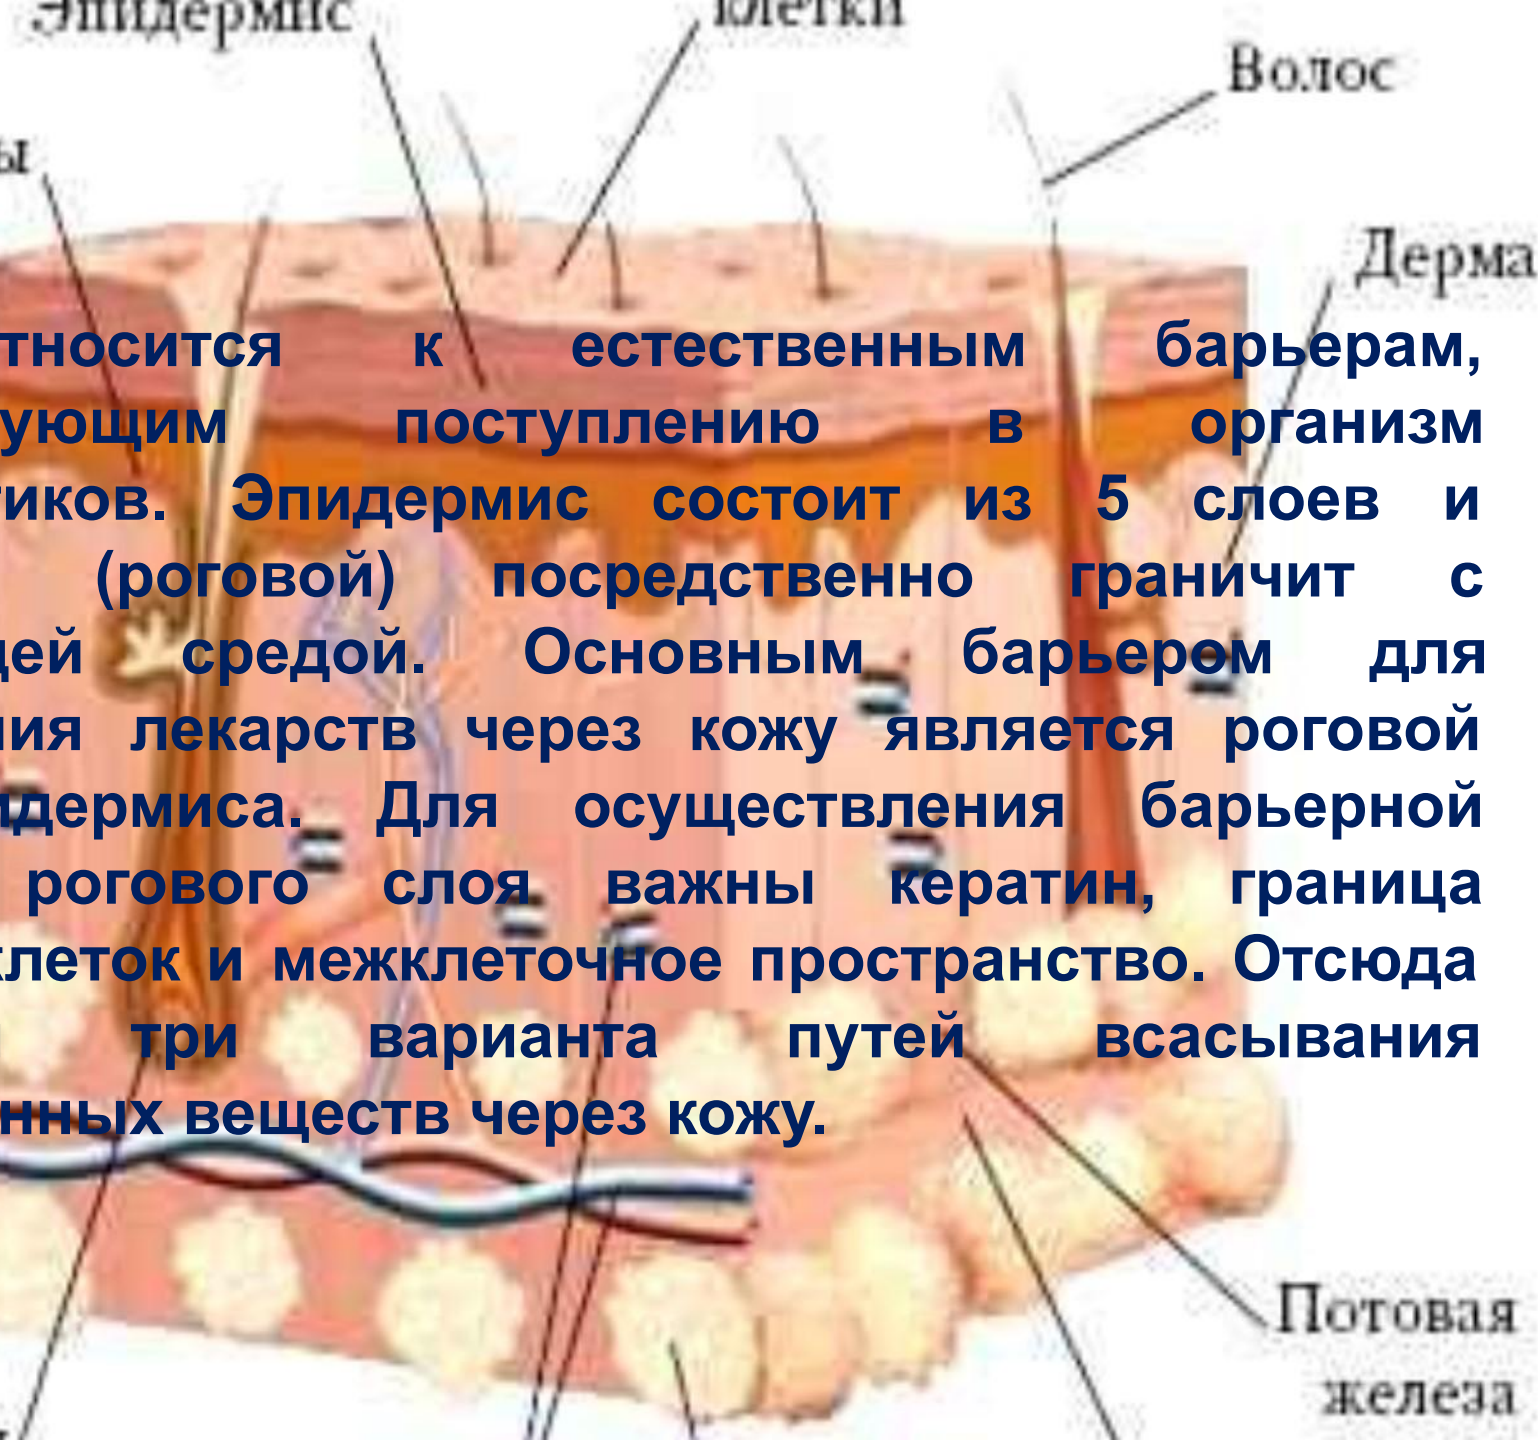 Эпидермис
клетки
Волос
ы
Дерма
тносится к естественным барьерам,
ующим поступлению в организм
тиков. Эпидермис состоит из 5 слоев и
(роговой) посредственно граничит с
щей средой. Основным барьером для
ния лекарств через кожу является роговой
идермиса. Для осуществления барьерной
рогового слоя важны кератин, граница
клеток и межклеточное пространство. Отсюда
три варианта путей всасывания
нных веществ через кожу.
Потовая
железа